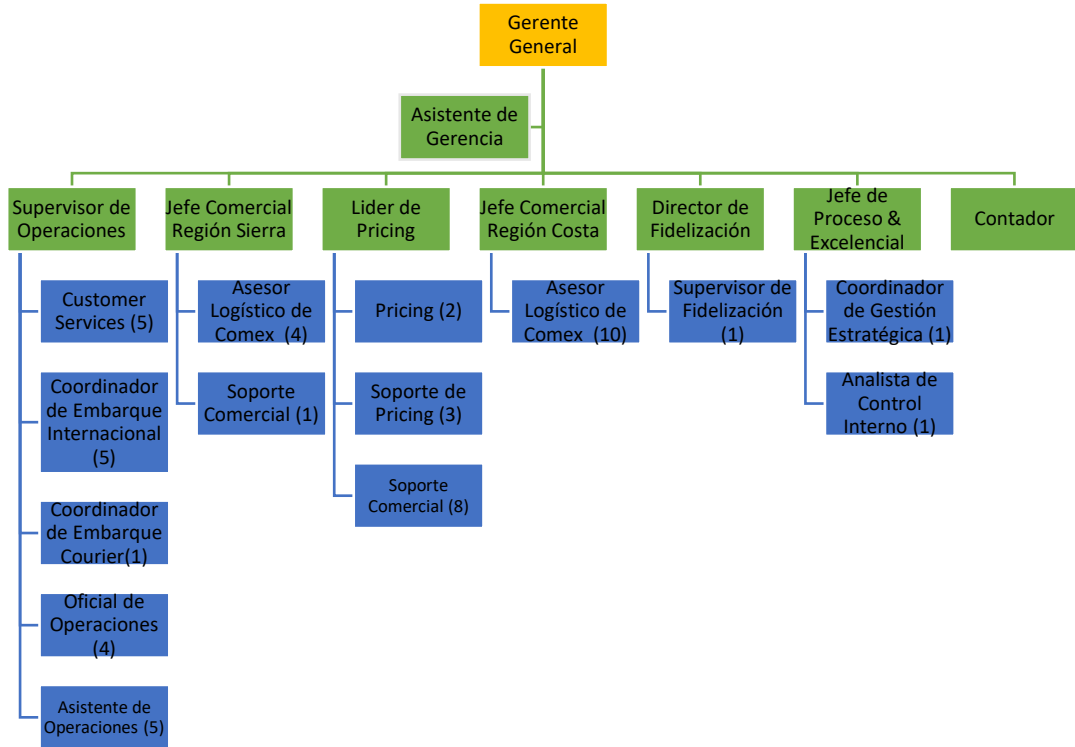 Gerente
General
Asistente de
Gerencia
Supervisor de
Operaciones
Jefe Comercial
Región Sierra
Lider de
Pricing
Jefe Comercial
Región Costa
Director de
Fidelización
Jefe de
Proceso &
Excelencial
Contador
Customer
Services (5)
Coordinador
de Embarque
Internacional
(5)
Coordinador
de Embarque
Courier(1)
Oficial de
Operaciones
(4)
Asistente de
Operaciones (5)
Asesor
Logístico de
Comex (4)
Soporte
Comercial (1)
Pricing (2)
Soporte de
Pricing (3)
Soporte
Comercial (8)
Asesor
Logístico de
Comex (10)
Supervisor de
Fidelización
(1)
Coordinador
de Gestión
Estratégica (1)
Analista de
Control
Interno (1)